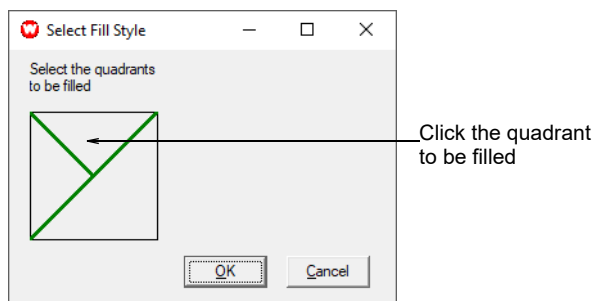 Select Fill Style
Select the quadrants
to be filled
Click the quadrant
to be filled
OK
Cancel